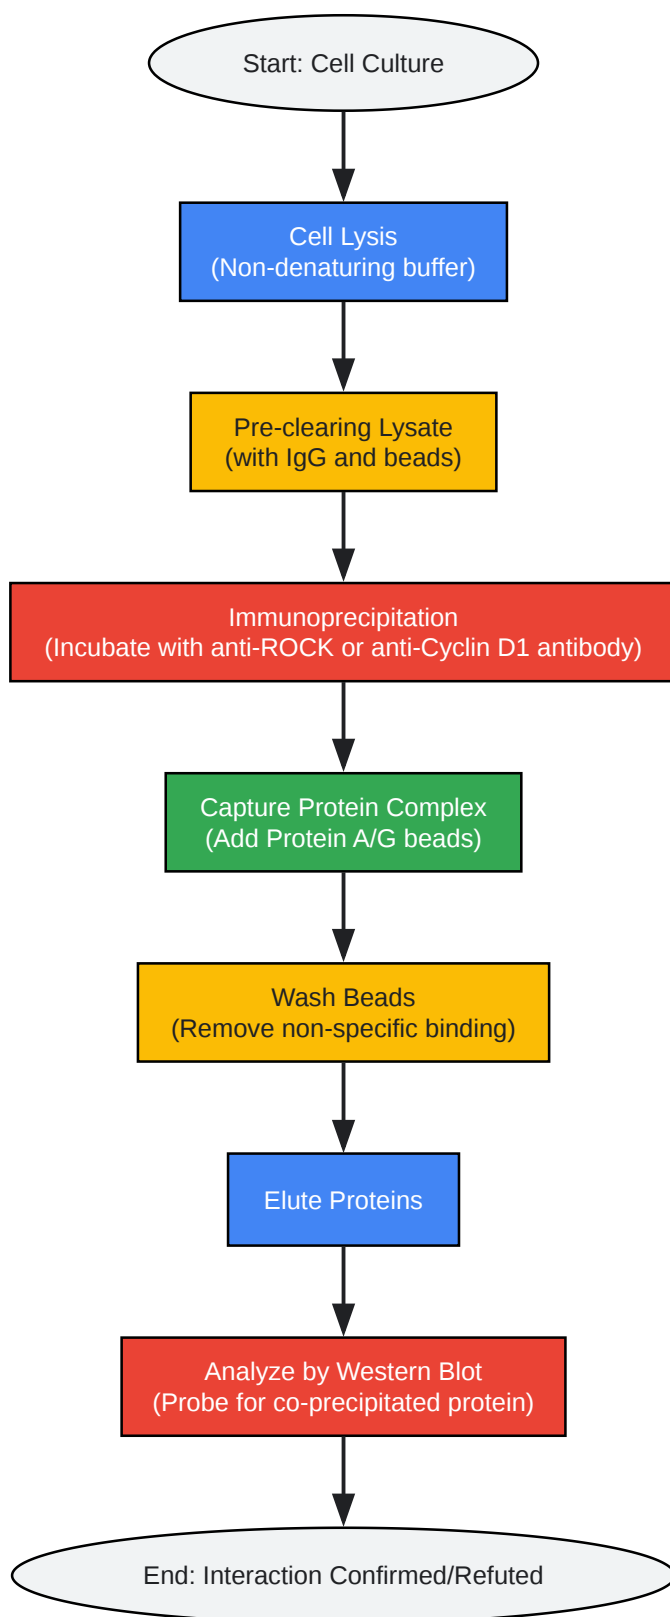 Start: Cell Culture
Cell Lysis
(Non-denaturing buffer)
Pre-clearing Lysate
(with IgG and beads)
Immunoprecipitation
(Incubate with anti-ROCK or anti-Cyclin D1 antibody)
Capture Protein Complex
(Add Protein A/G beads)
Wash Beads
(Remove non-specific binding)
Elute Proteins
Analyze by Western Blot
(Probe for co-precipitated protein)
End: Interaction Confirmed/Refuted